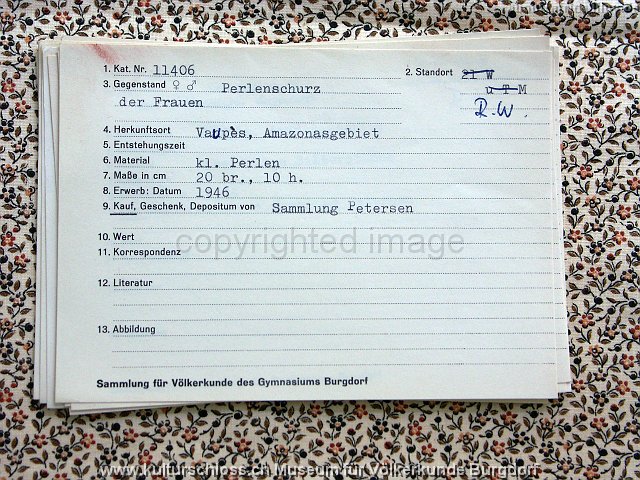 1. Kat. Nr. 11406 2. Standort 21 W
3. Gegenstand ♀ ♂ Perlenschurz u T M
der Frauen R.W.
4. Herkunftsort Vaupès, Amazonasgebiet
5. Entstehungszeit
6. Material kl. Perlen
7. Maße in cm 20 br., 10 h.
8. Erwerb: Datum 1946
9. Kauf, Geschenk, Depositum von Sammlung Petersen
10. Wert
copyrighted image
11. Korrespondenz
12. Literatur
13. Abbildung
Sammlung für Völkerkunde des Gymnasiums Burgdorf
www.kulturschloss.ch Museum für Völkerkunde Burgdorf